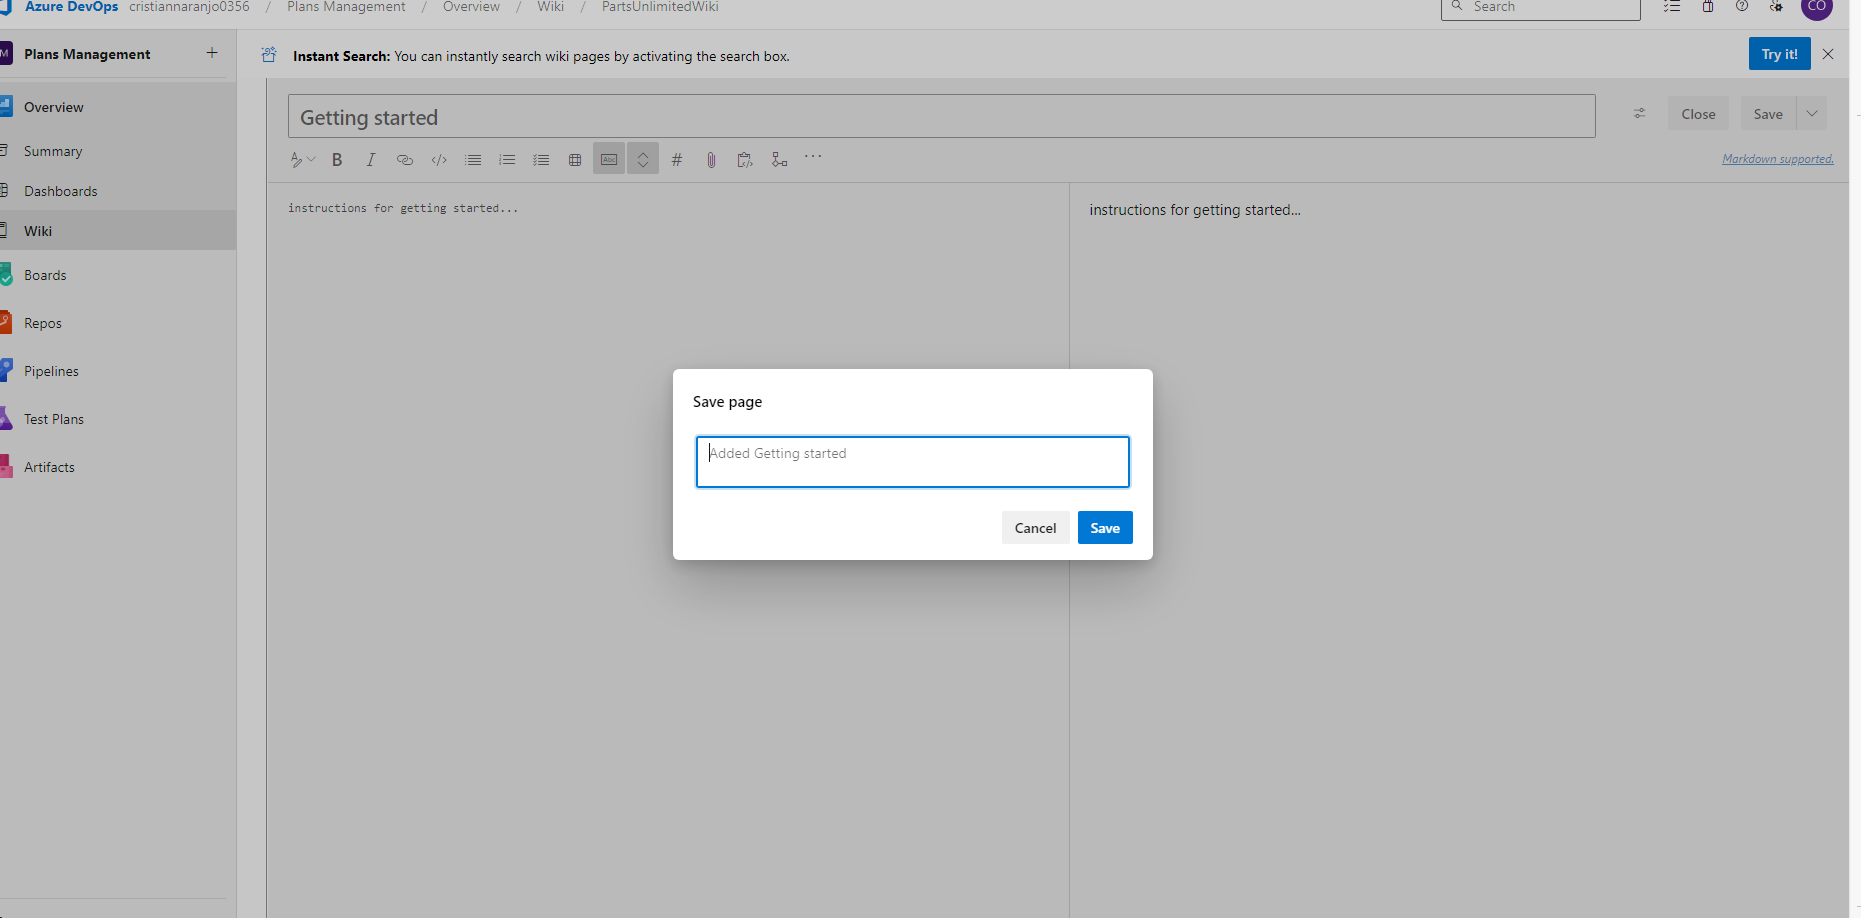 Azure DevOps cristiannaranjo0356 / Plans Management / Overview / Wiki / PartsUnlimitedWiki
Search
CO
M Plans Management +
Instant Search: You can instantly search wiki pages by activating the search box.
Try it!
Overview
Summary
Dashboards
Wiki
Boards
Repos
Pipelines
Test Plans
Artifacts
Getting started
Close
Save
B I </> Abc # ...
Markdown supported.
instructions for getting started...
instructions for getting started...
Save page
Added Getting started
Cancel
Save